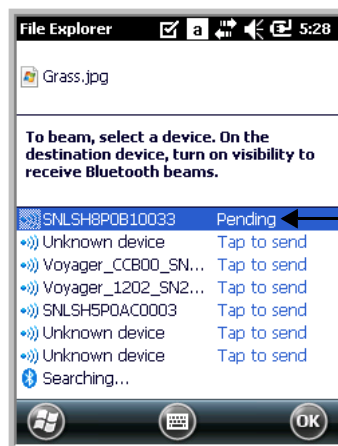 File Explorer a 5:28
Grass.jpg
To beam, select a device. On the
destination device, turn on visibility to
receive Bluetooth beams.
SNLSH8P0B10033 Pending
Unknown device Tap to send
Voyager_CCB00_SN... Tap to send
Voyager_1202_SN2... Tap to send
SNLSH5P0AC0003 Tap to send
Unknown device Tap to send
Unknown device Tap to send
Searching...
OK